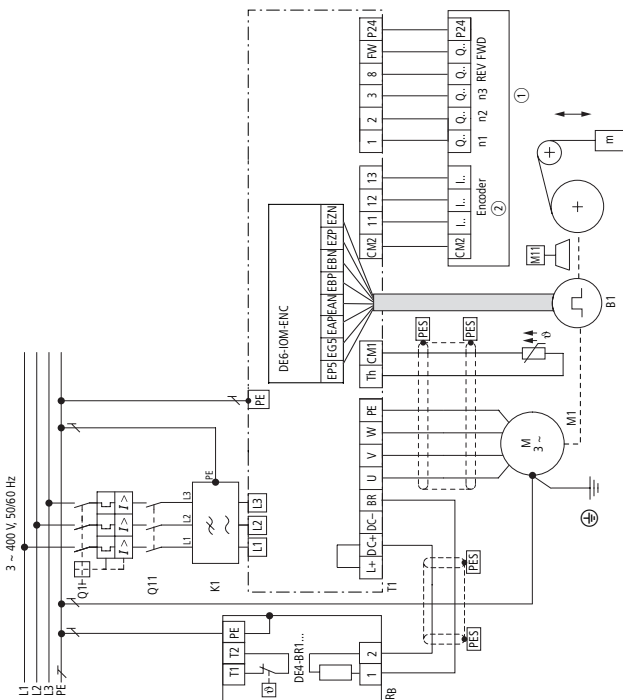 3 ~ 400 V, 50/60 Hz
L1
L2
L3
PE
Q1
I >
I >
I >
Q11
L1
L2
L3
PE
K1
L1
L2
L3
PE
T1
T2
PE
ϑ
DE4-BR1...
1
2
RB
PES
PES
T1
L+
DC+
DC–
BR
U
V
W
PE
Th
CM1
PES
PES
ϑ
M
3 ~
M1
DE6-IOM-ENC
EP5
EG5
EAP
EAN
EBP
EBN
EZP
EZN
B1
M11
m
CM2
11
12
13
CM2
I..
I..
I..
Encoder
②
1
2
3
8
FW
P24
Q..
Q..
Q..
Q..
Q..
P24
n1
n2
n3
REV
FWD
①